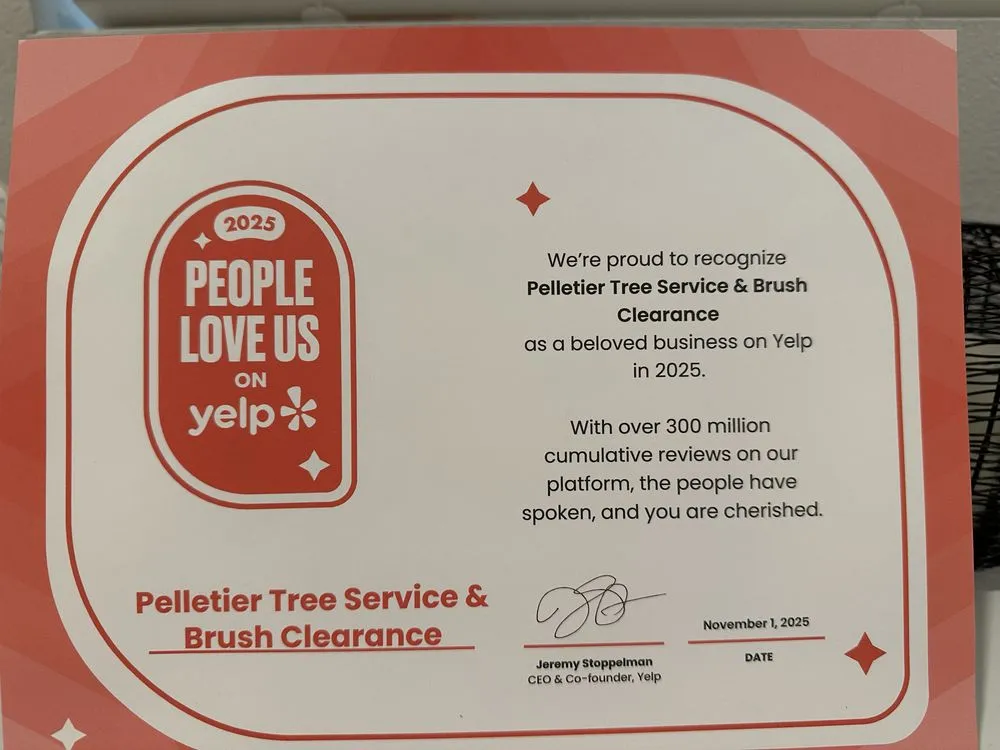 2025
PEOPLE
LOVE US
ON
yelp
We're proud to recognize
Pelletier Tree Service & Brush
Clearance
as a beloved business on Yelp
in 2025.
With over 300 million
cumulative reviews on our
platform, the people have
spoken, and you are cherished.
Pelletier Tree Service &
Brush Clearance
Jeremy Stoppelman
CEO & Co-founder, Yelp
November 1, 2025
DATE